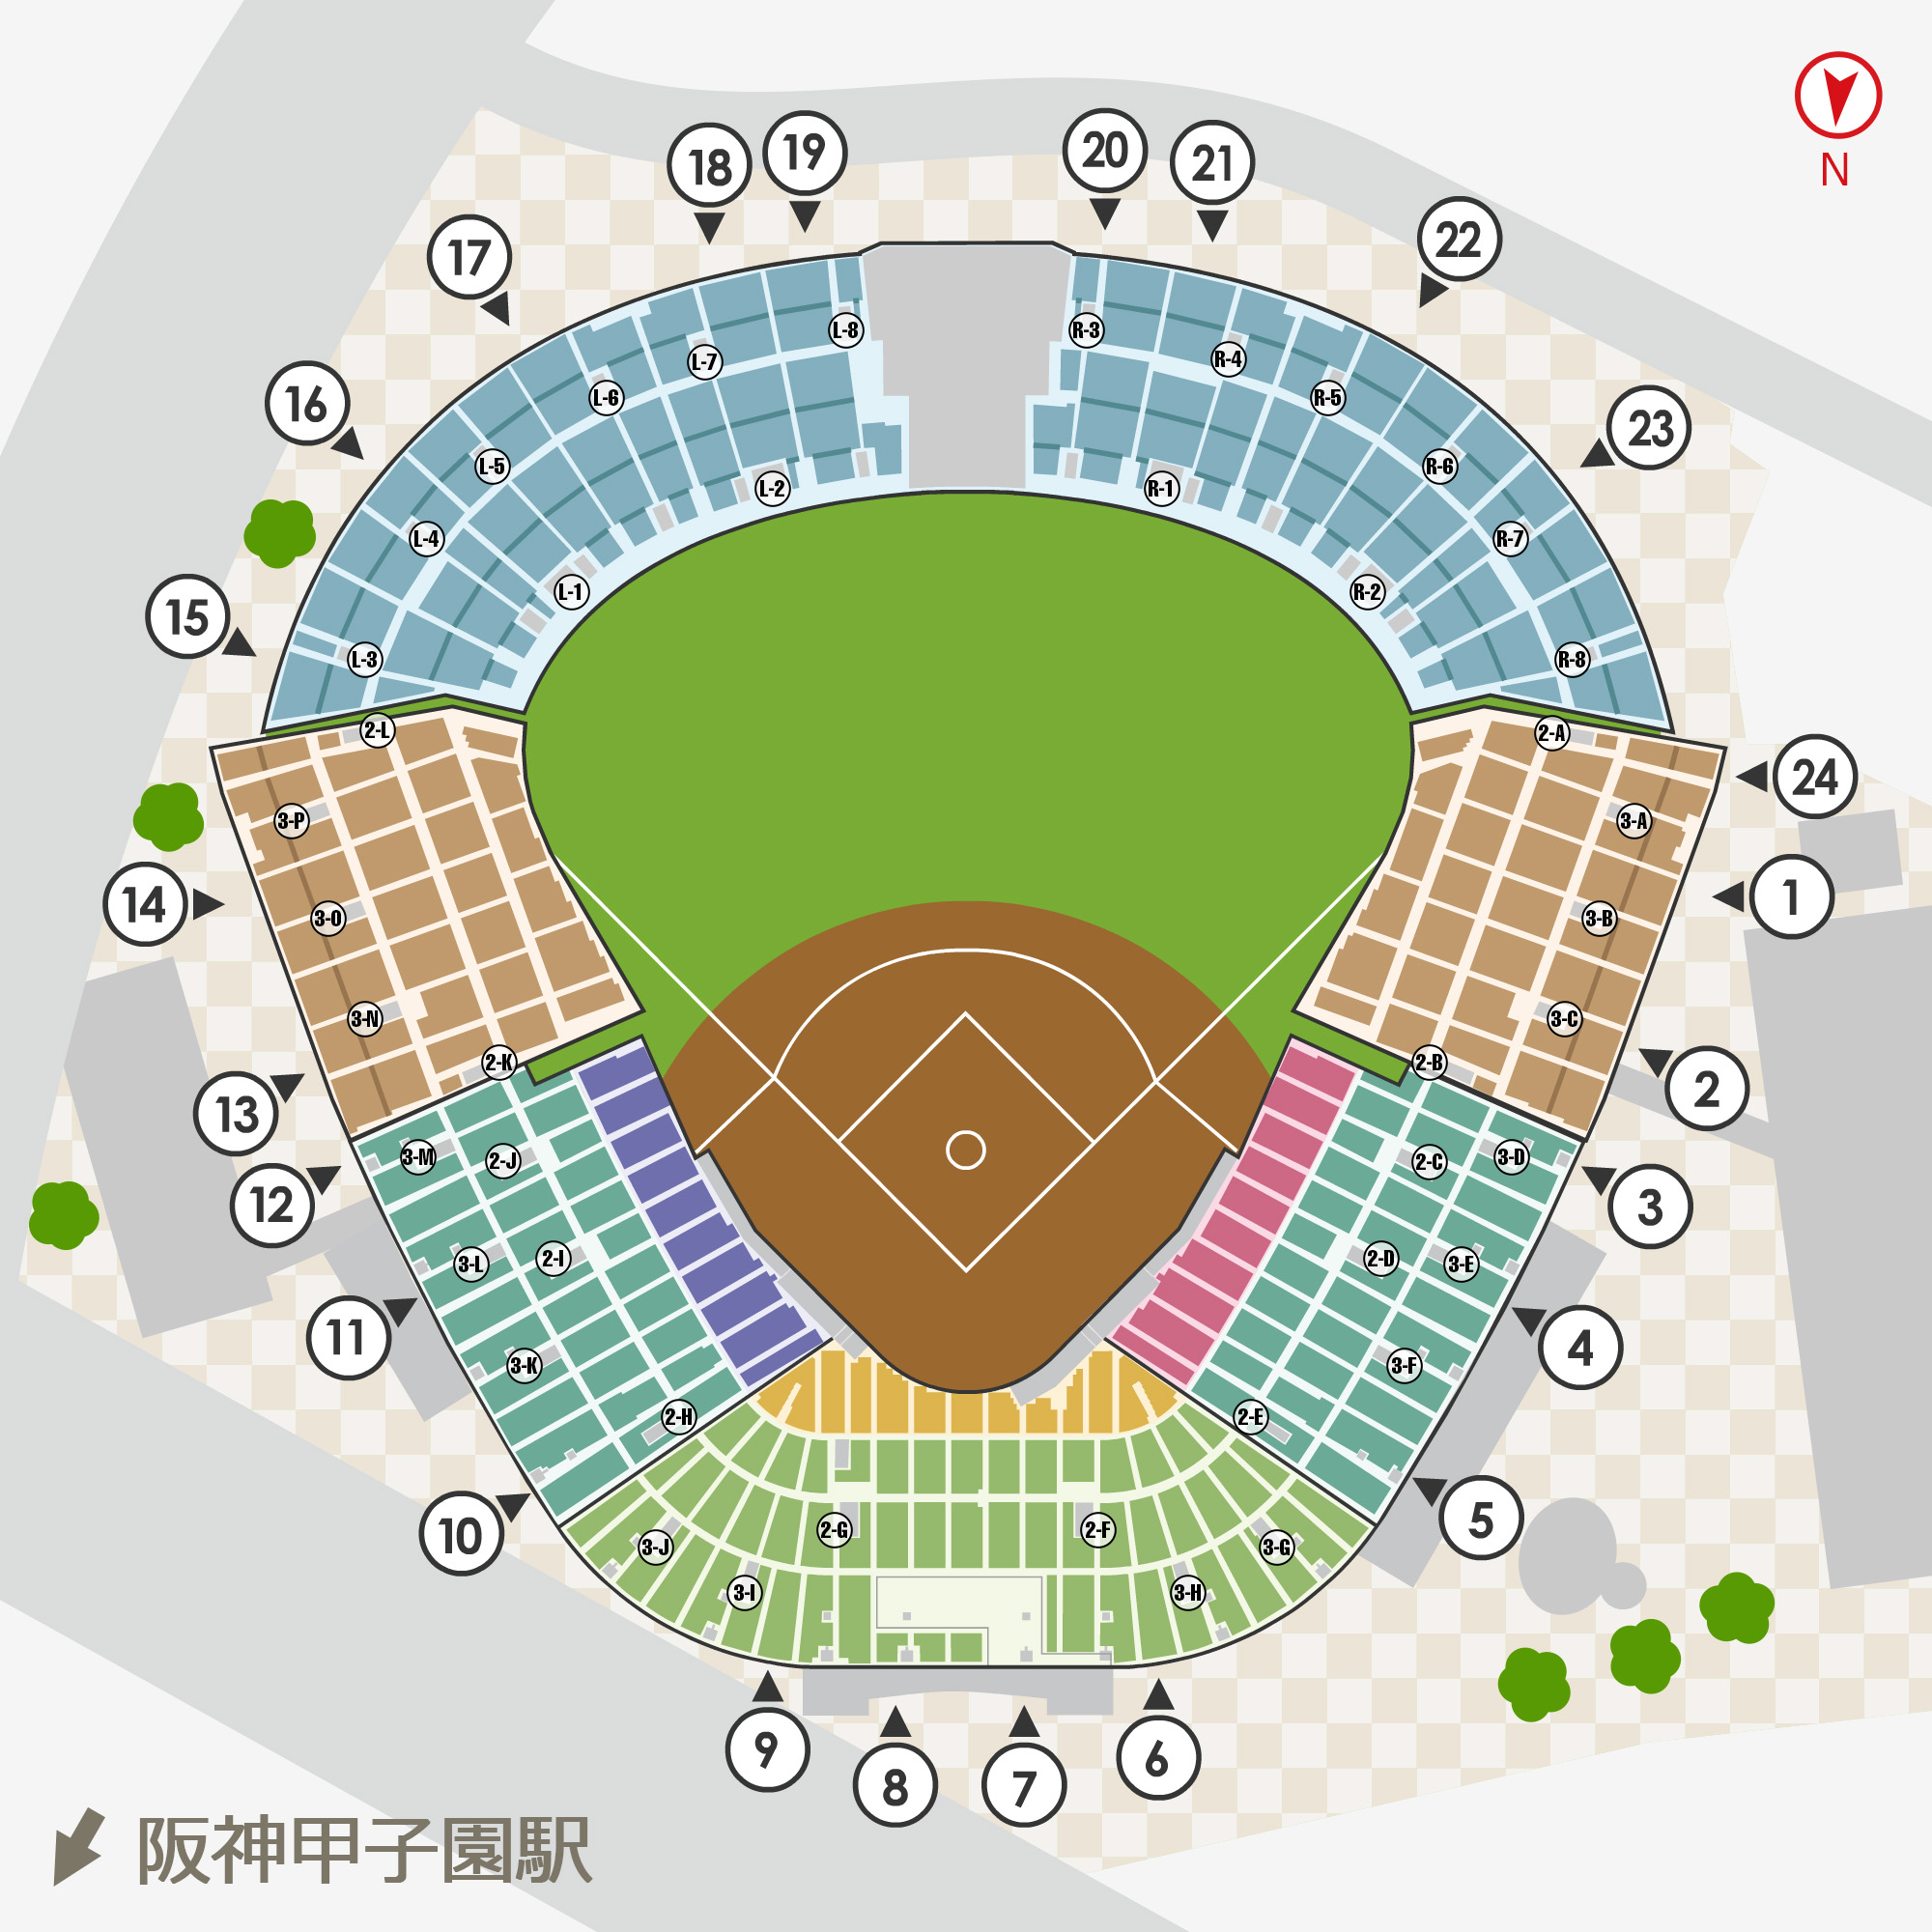 N
18
19
20
21
22
17
16
23
15
24
14
1
13
2
12
3
11
4
10
5
9
8
7
6
L-8
R-3
L-7
R-4
L-6
R-5
L-5
R-6
L-2
R-1
L-4
R-7
L-1
R-2
L-3
R-8
2-L
2-A
3-P
3-A
3-O
3-B
3-N
3-C
2-K
2-B
3-M
2-J
2-C
3-D
3-L
2-I
2-D
3-E
3-K
3-F
2-H
2-E
2-G
2-F
3-J
3-G
3-I
3-H
阪神甲子園駅